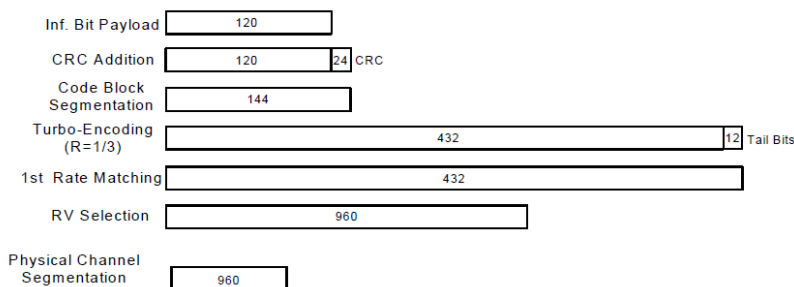 Inf. Bit Payload 120
CRC Addition 120 24 CRC
Code Block
Segmentation 144
Turbo-Encoding
(R=1/3) 432 12 Tail Bits
1st Rate Matching 432
RV Selection 960
Physical Channel
Segmentation 960